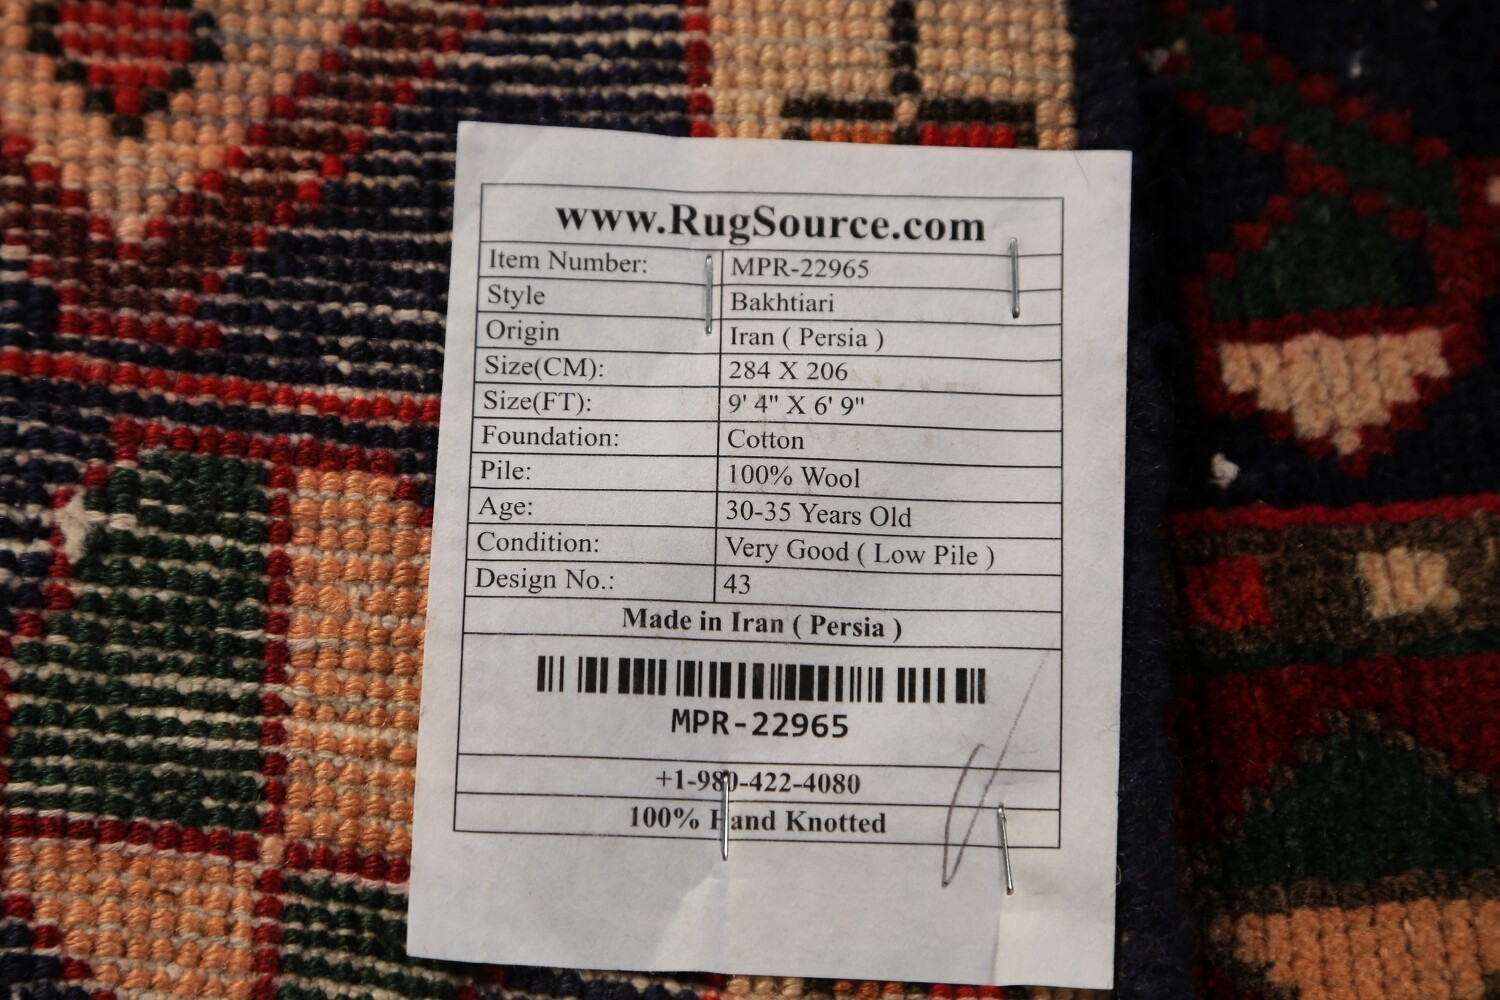 www.RugSource.com
Item Number: MPR-22965
Style Bakhtiari
Origin Iran ( Persia )
Size(CM): 284 X 206
Size(FT): 9' 4" X 6' 9"
Foundation: Cotton
Pile: 100% Wool
Age: 30-35 Years Old
Condition: Very Good ( Low Pile )
Design No.: 43
Made in Iran ( Persia )
MPR-22965
+1-980-422-4080
100% Hand Knotted